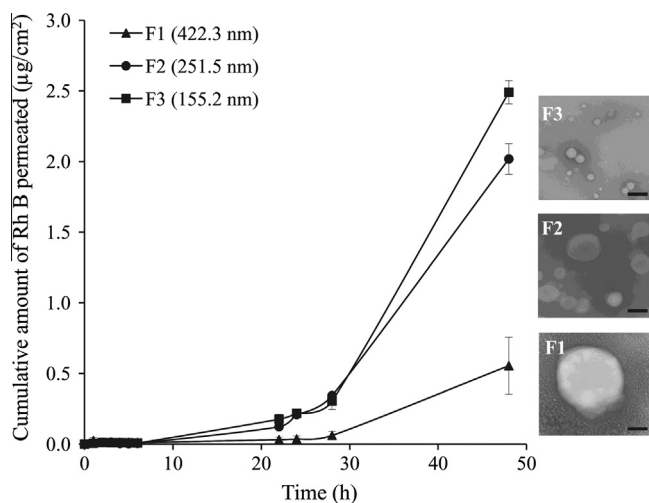 Cumulative amount of Rh B permeated (µg/cm²)
3.0
2.5
2.0
1.5
1.0
0.5
0.0
F1 (422.3 nm)
F2 (251.5 nm)
F3 (155.2 nm)
0
10
20
30
40
50
Time (h)
F3
F2
F1